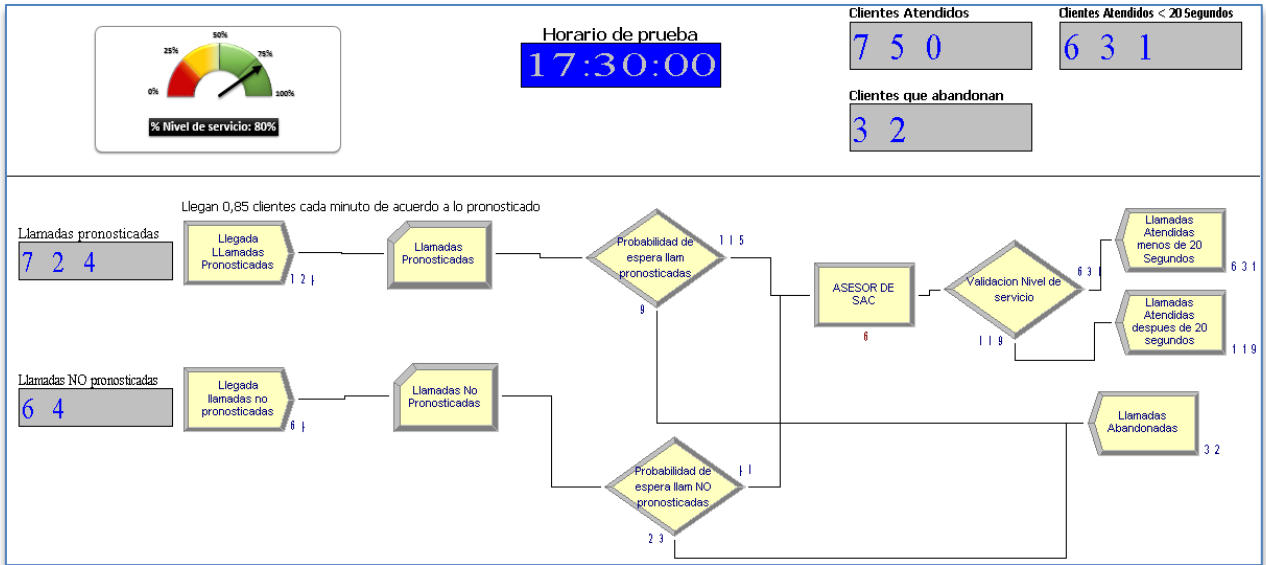 Clientes Atendidos
7 5 0
Clientes Atendidos < 20 Segundos
6 3 1
Clientes que abandonan
3 2
Horario de prueba
17:30:00
0%
25%
50%
75%
100%
% Nivel de servicio: 80%
Llegan 0,85 clientes cada minuto de acuerdo a lo pronosticado
Llamadas pronosticadas
7 2 4
Llegada
LLamadas
Pronosticadas
Llamadas
Pronosticadas
Probabilidad de
espera llam
pronosticadas
9
ASESOR DE
SAC
6
Validacion Nivel de
servicio
6 3 1
1 1 9
Llamadas
Atendidas
menos de 20
Segundos
6 3 1
Llamadas
Atendidas
despues de 20
segundos
1 1 9
Llamadas NO pronosticadas
6 4
Llegada
llamadas no
pronosticadas
Llamadas No
Pronosticadas
Probabilidad de
espera llam NO
pronosticadas
2 3
Llamadas
Abandonadas
3 2